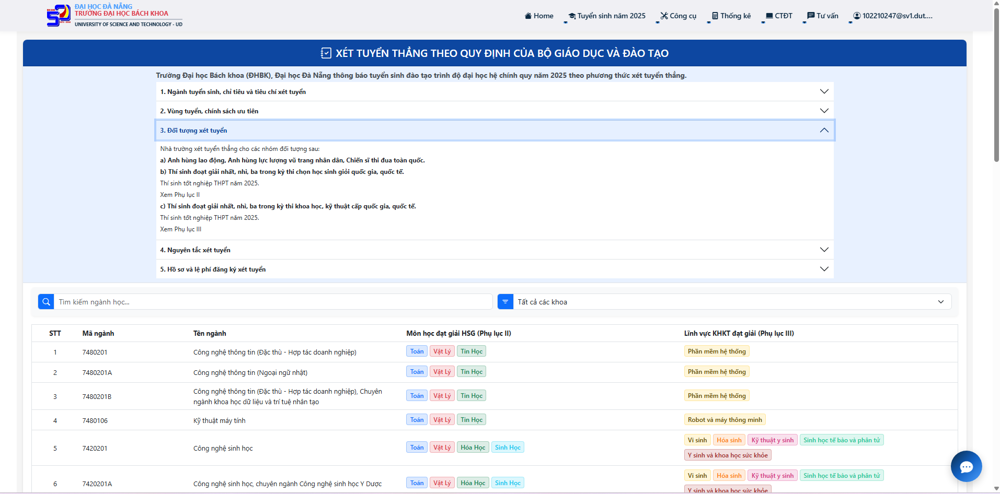 ĐẠI HỌC ĐÀ NẴNG
TRƯỜNG ĐẠI HỌC BÁCH KHOA
UNIVERSITY OF SCIENCE AND TECHNOLOGY - UD
Home
Tuyển sinh năm 2025
Công cụ
Thống kê
CTĐT
Tư vấn
102210247@sv1.dut....
XÉT TUYỂN THẲNG THEO QUY ĐỊNH CỦA BỘ GIÁO DỤC VÀ ĐÀO TẠO
Trường Đại học Bách khoa (ĐHBK), Đại học Đà Nẵng thông báo tuyển sinh đào tạo trình độ đại học hệ chính quy năm 2025 theo phương thức xét tuyển thẳng.
1. Ngành tuyển sinh, chỉ tiêu và tiêu chí xét tuyển
2. Vùng tuyển, chính sách ưu tiên
3. Đối tượng xét tuyển
Nhà trường xét tuyển thẳng cho các nhóm đối tượng sau:
a) Anh hùng lao động, Anh hùng lực lượng vũ trang nhân dân, Chiến sĩ thi đua toàn quốc.
b) Thí sinh đoạt giải nhất, nhì, ba trong kỳ thi chọn học sinh giỏi quốc gia, quốc tế.
Thí sinh tốt nghiệp THPT năm 2025.
Xem Phụ lục II
c) Thí sinh đoạt giải nhất, nhì, ba trong kỳ thi khoa học, kỹ thuật cấp quốc gia, quốc tế.
Thí sinh tốt nghiệp THPT năm 2025.
Xem Phụ lục III
4. Nguyên tắc xét tuyển
5. Hồ sơ và lệ phí đăng ký xét tuyển
Tìm kiếm ngành học...
Tất cả các khoa
STT Mã ngành Tên ngành Môn học đạt giải HSG (Phụ lục II) Lĩnh vực KHKT đạt giải (Phụ lục III)
1 7480201 Công nghệ thông tin (Đặc thù - Hợp tác doanh nghiệp) Toán Vật Lý Tin Học Phần mềm hệ thống
2 7480201A Công nghệ thông tin (Ngoại ngữ nhật) Toán Vật Lý Tin Học Phần mềm hệ thống
3 7480201B Công nghệ thông tin (Đặc thù - Hợp tác doanh nghiệp), Chuyên
ngành khoa học dữ liệu và trí tuệ nhân tạo Toán Vật Lý Tin Học Phần mềm hệ thống
4 7480106 Kỹ thuật máy tính Toán Vật Lý Tin Học Robot và máy thông minh
5 7420201 Công nghệ sinh học Toán Vật Lý Hóa Học Sinh Học Vi sinh Hóa sinh Kỹ thuật y sinh Sinh học tế bào và phân tử
Y sinh và khoa học sức khỏe
6 7420201A Công nghệ sinh học, chuyên ngành Công nghệ sinh học Y Dược Toán Vật Lý Hóa Học Sinh Học Vi sinh Hóa sinh Kỹ thuật y sinh Sinh học tế bào và phân tử
Y sinh và khoa học sức khỏe